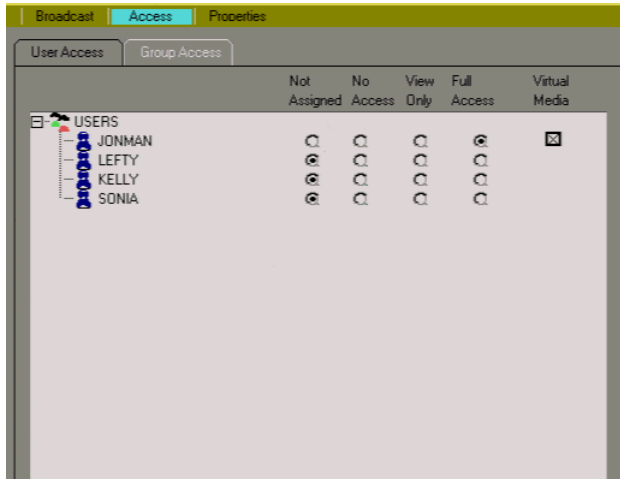 Broadcast Access Properties
User Access Group Access
Not Assigned No Access View Only Full Access Virtual Media
USERS
JONMAN
LEFTY
KELLY
SONIA